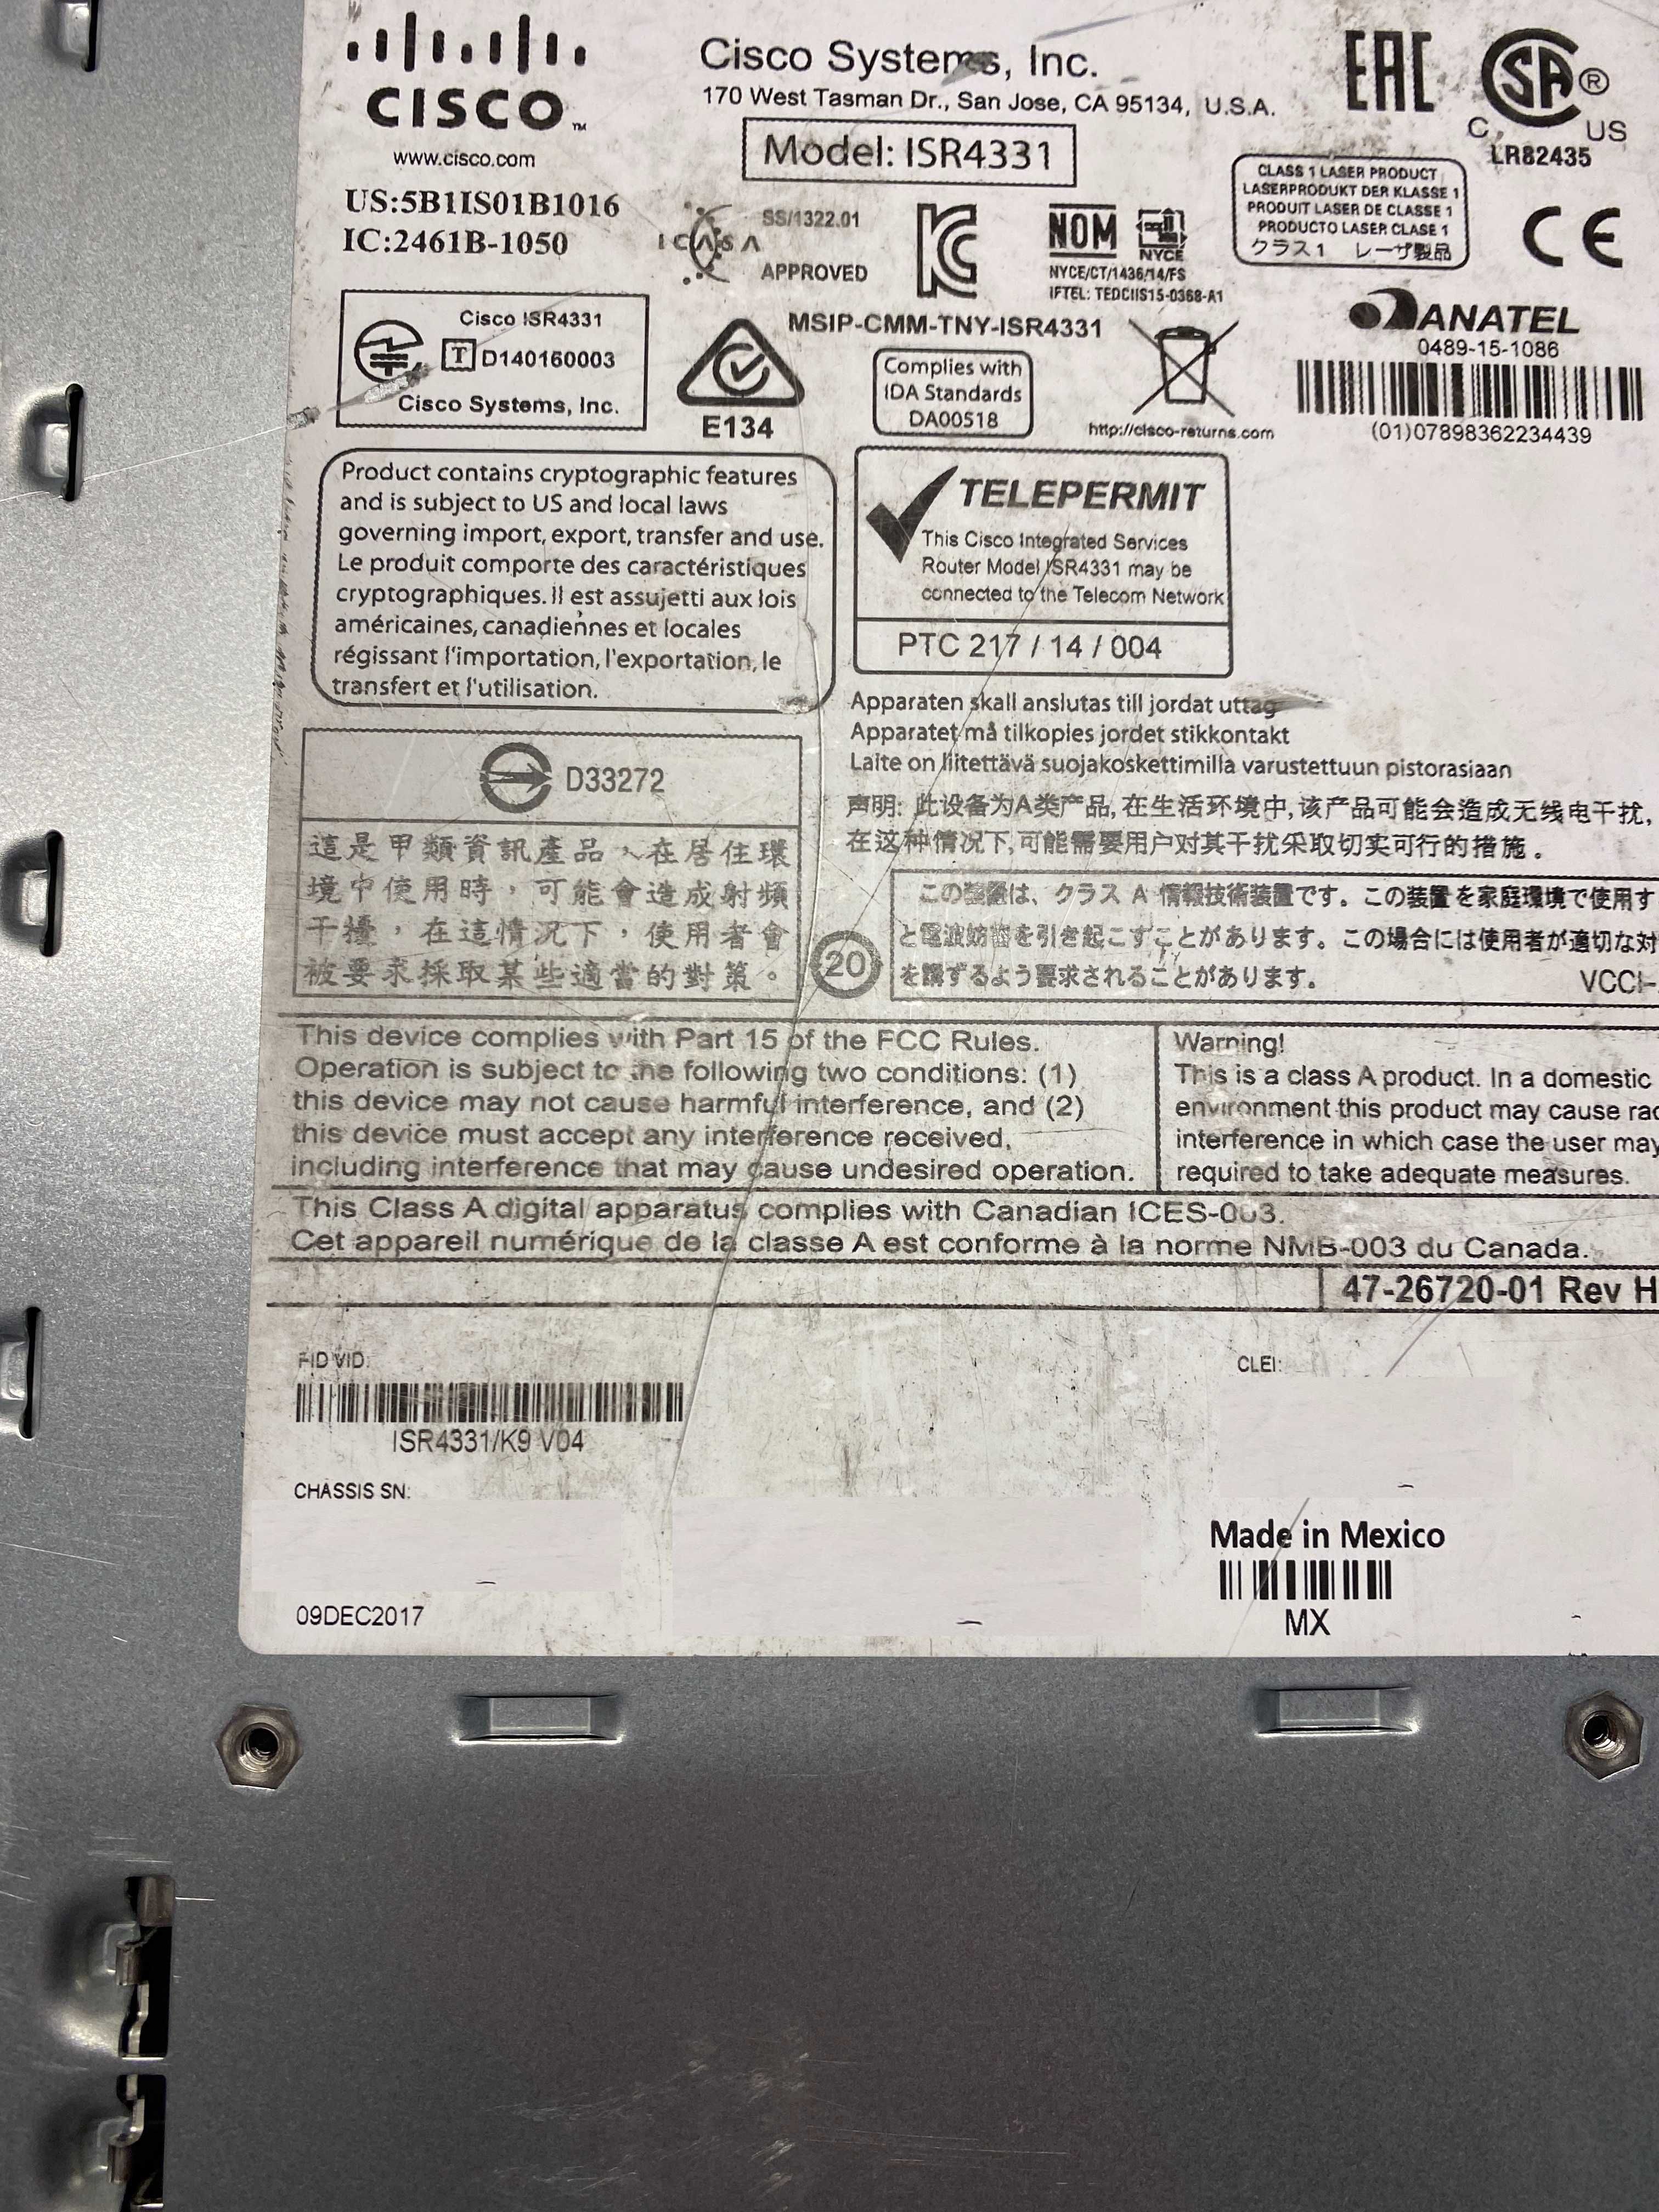 CISCO™
www.cisco.com
Cisco Systems, Inc.
170 West Tasman Dr., San Jose, CA 95134, U.S.A.
Model: ISR4331
EAC
CSA®
C US
LR82435
US:5B1IS01B1016
IC:2461B-1050
ICASA
SS/1322.01
APPROVED
NOM
NYCE
NYCE/CT/1436/14/FS
IFTEL: TEDCIIS15-0368-A1
CLASS 1 LASER PRODUCT
LASERPRODUKT DER KLASSE 1
PRODUIT LASER DE CLASSE 1
PRODUCTO LASER CLASE 1
クラス1 レーザ製品
CE
Cisco ISR4331
T D140160003
Cisco Systems, Inc.
E134
MSIP-CMM-TNY-ISR4331
Complies with
IDA Standards
DA00518
http://cisco-returns.com
ANATEL
0489-15-1086
(01)07898362234439
Product contains cryptographic features
and is subject to US and local laws
governing import, export, transfer and use.
Le produit comporte des caractéristiques
cryptographiques. Il est assujetti aux lois
américaines, canadiennes et locales
régissant l'importation, l'exportation, le
transfert et l'utilisation.
TELEPERMIT
This Cisco Integrated Services
Router Model ISR4331 may be
connected to the Telecom Network
PTC 217 / 14 / 004
Apparaten skall anslutas till jordat uttag
Apparatet må tilkoples jordet stikkontakt
Laite on liitettävä suojakoskettimilla varustettuun pistorasiaan
声明: 此设备为A类产品, 在生活环境中, 该产品可能会造成无线电干扰,
在这种情况下, 可能需要用户对其干扰采取切实可行的措施.
D33272
這是甲類資訊產品，在居住環
境中使用時，可能會造成射頻
干擾，在這情況下，使用者會
被要求採取某些適當的對策。
20
この装置は、クラス A 情報技術装置です。この装置を家庭環境で使用す
と電波妨害を引き起こすことがあります。この場合には使用者が適切な対
を講ずるよう要求されることがあります。
VCCI-
This device complies with Part 15 of the FCC Rules.
Operation is subject to the following two conditions: (1)
this device may not cause harmful interference, and (2)
this device must accept any interference received,
including interference that may cause undesired operation.
Warning!
This is a class A product. In a domestic
environment this product may cause rad
interference in which case the user may
required to take adequate measures.
This Class A digital apparatus complies with Canadian ICES-003.
Cet appareil numérique de la classe A est conforme à la norme NMB-003 du Canada.
47-26720-01 Rev H
PID VID:
ISR4331/K9 V04
CLEI:
CHASSIS SN:
09DEC2017
Made in Mexico
MX